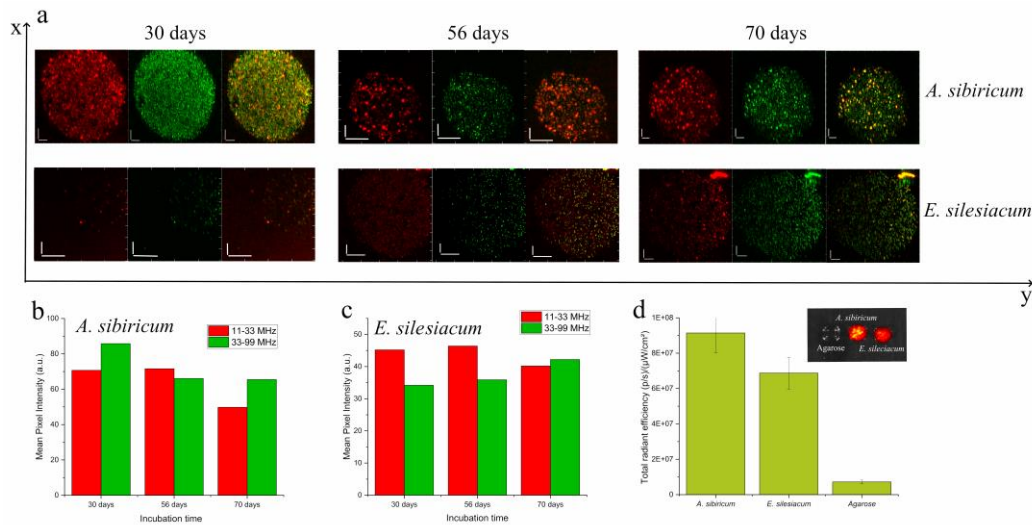 a
x
30 days 56 days 70 days
A. sibiricum
E. silesiacum
y
b
A. sibiricum
11-33 MHz
33-99 MHz
Mean Pixel Intensity (a.u.)
100
80
60
40
20
0
30 days 56 days 70 days
Incubation time
c
E. silesiacum
11-33 MHz
33-99 MHz
Mean Pixel Intensity (a.u.)
50
40
30
20
10
0
30 days 56 days 70 days
Incubation time
d
A. sibiricum
Agarose
E. sileciacum
Total radiant efficiency (p/s)/(μW/cm²)
1E+08
8E+07
6E+07
4E+07
2E+07
0
A. sibiricum E. silesiacum Agarose